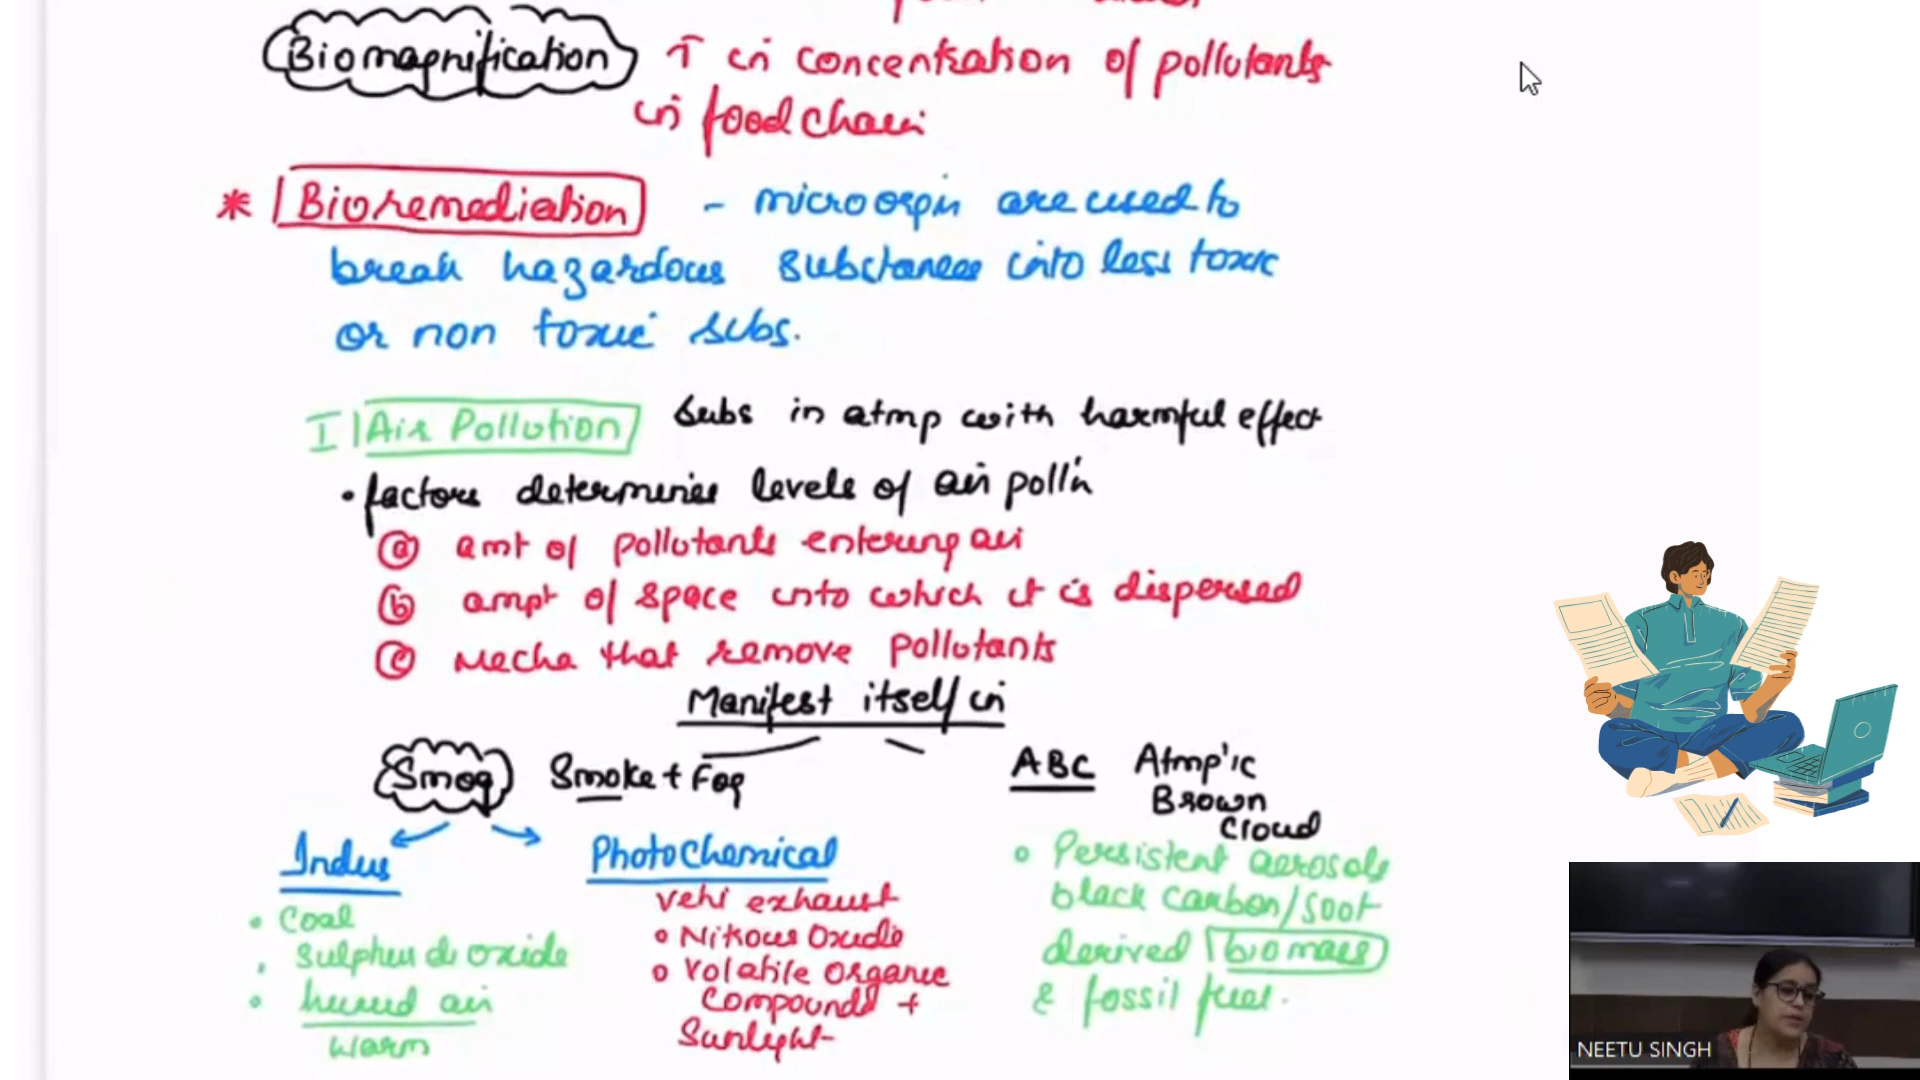 Biomagnification ↑ in concentration of pollutants
in food chain
* Bioremediation - microorgm are used to
break hazardous substances into less toxic
or non toxic subs.
I Air Pollution Subs in atmp with harmful effect
• factors determines levels of air poll'n
(a) amt of pollutants entering air
(b) ampt of space into which it is dispersed
(c) Mecha that remove pollutants
Manifest itself in
Smog Smoke + Fog
ABC Atmp'ic
Brown
Cloud
Indus
• Coal
• Sulpher di oxide
• humid air
warm
Photochemical
vehi exhaust
• Nitrous Oxide
• Volatile Organic
Compounds +
Sunlight
• Persistent aerosols
black carbon/soot
derived biomass
& fossil fuel.
NEETU SINGH